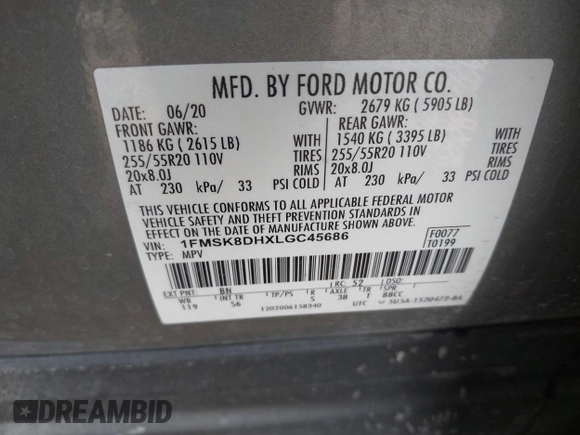 MFD. BY FORD MOTOR CO.
DATE: 06/20 GVWR: 2679 KG ( 5905 LB)
FRONT GAWR: REAR GAWR:
1186 KG ( 2615 LB) WITH 1540 KG ( 3395 LB) WITH
255/55R20 110V TIRES 255/55R20 110V TIRES
20x8.0J RIMS 20x8.0J RIMS
AT 230 kPa/ 33 PSI COLD AT 230 kPa/ 33 PSI COLD
THIS VEHICLE CONFORMS TO ALL APPLICABLE FEDERAL MOTOR
VEHICLE SAFETY AND THEFT PREVENTION STANDARDS IN
EFFECT ON THE DATE OF MANUFACTURE SHOWN ABOVE.
VIN: 1FMSK8DHXLGC45686 F0077
TYPE: MPV T0199
EXT PNT: BN RC: 52 DSO:
WB INT TR TP/PS R AXLE TR SPR
119 S6 S 3B T BBCC
1202006158340 UTC
DREAMBID